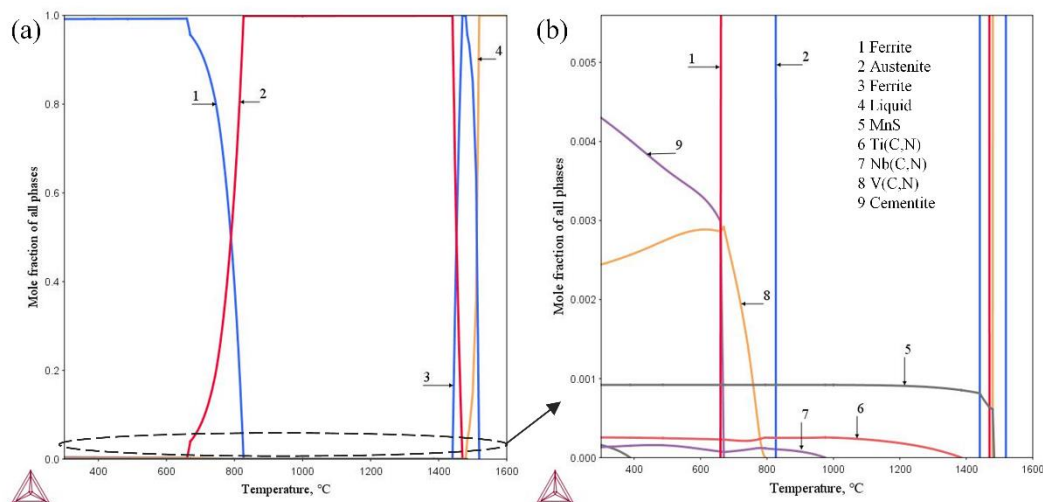 (a)
Mole fraction of all phases
1.0
0.8
0.6
0.4
0.2
0.0
1
2
3
4
400 600 800 1000 1200 1400 1600
Temperature, °C
(b)
Mole fraction of all phases
0.005
0.004
0.003
0.002
0.001
0.000
1
2
9
8
5
6
7
1 Ferrite
2 Austenite
3 Ferrite
4 Liquid
5 MnS
6 Ti(C,N)
7 Nb(C,N)
8 V(C,N)
9 Cementite
400 600 800 1000 1200 1400 1600
Temperature, °C